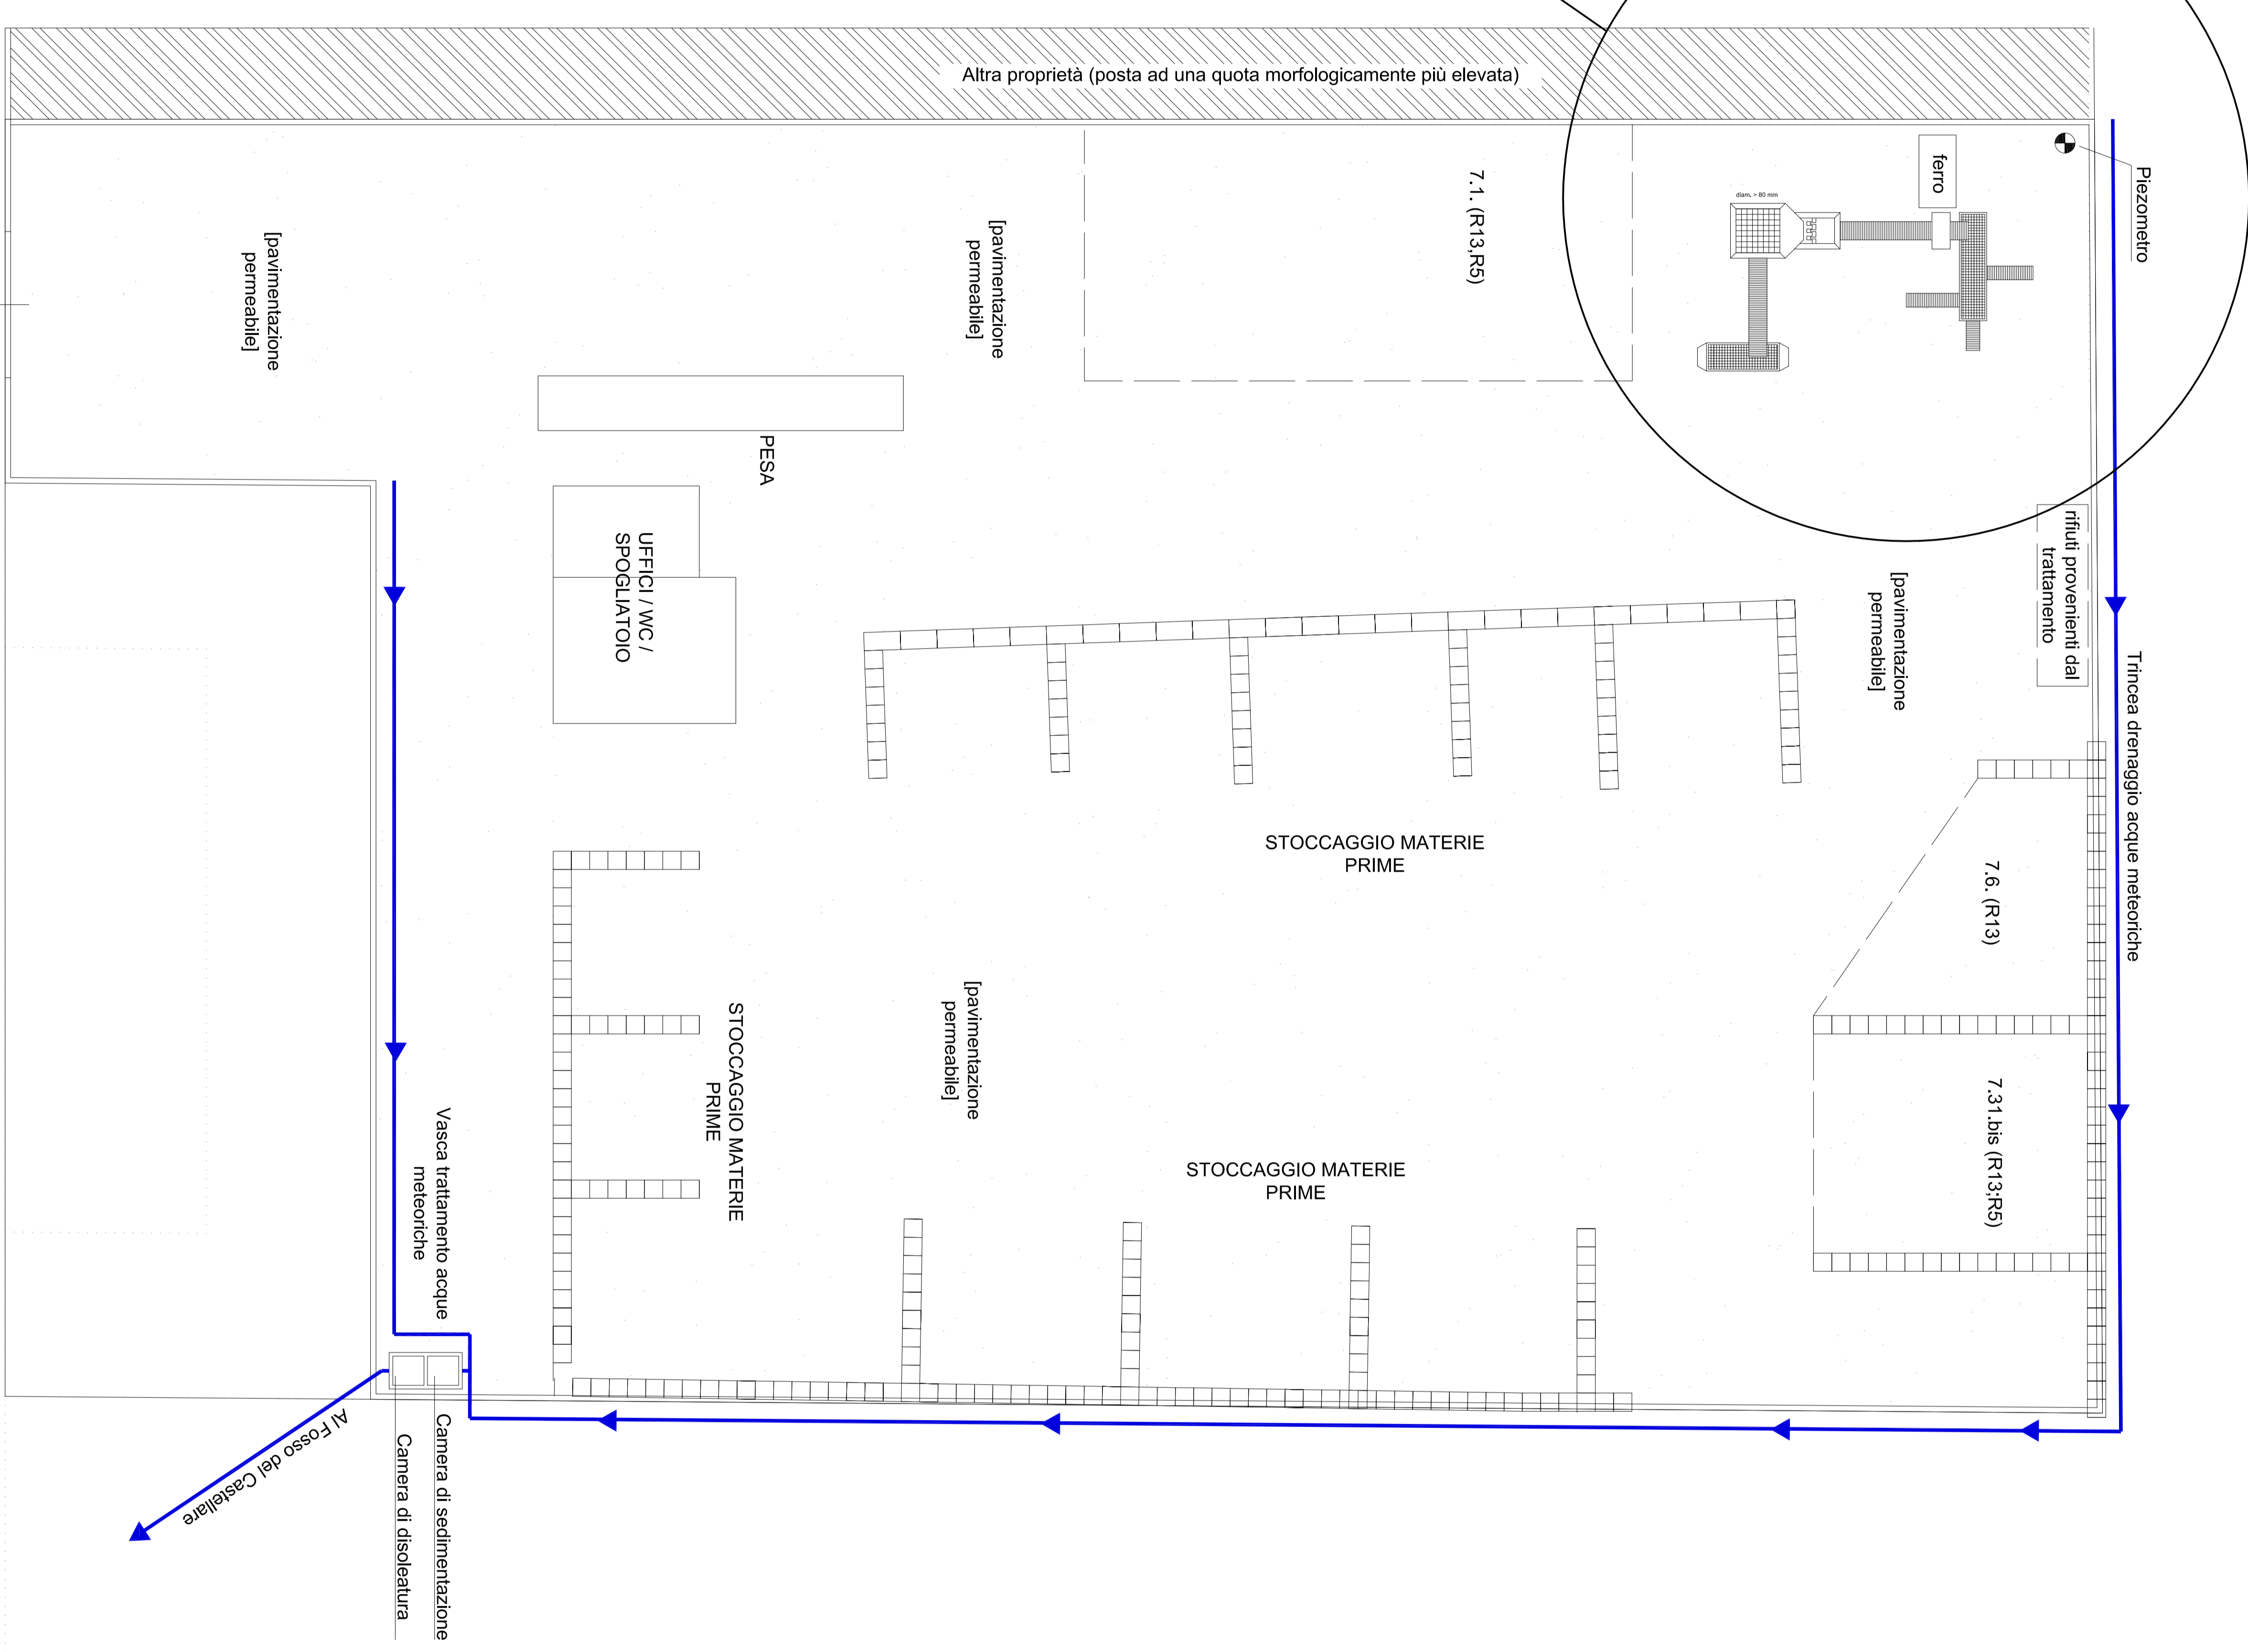 Altra proprietà (posta ad una quota morfologicamente più elevata)
Piezometro
ferro
diam. > 80 mm
7.1. (R13,R5)
[pavimentazione
permeabile]
[pavimentazione
permeabile]
PESA
UFFICI / WC /
SPOGLIATOIO
rifiuti provenienti dal
trattamento
[pavimentazione
permeabile]
Trincea drenaggio acque meteoriche
STOCCAGGIO MATERIE
PRIME
7.6. (R13)
[pavimentazione
permeabile]
STOCCAGGIO MATERIE
PRIME
STOCCAGGIO MATERIE
PRIME
7.31.bis (R13;R5)
Vasca trattamento acque
meteoriche
Al Fosso del Castellare
Camera di sedimentazione
Camera di disoleatura